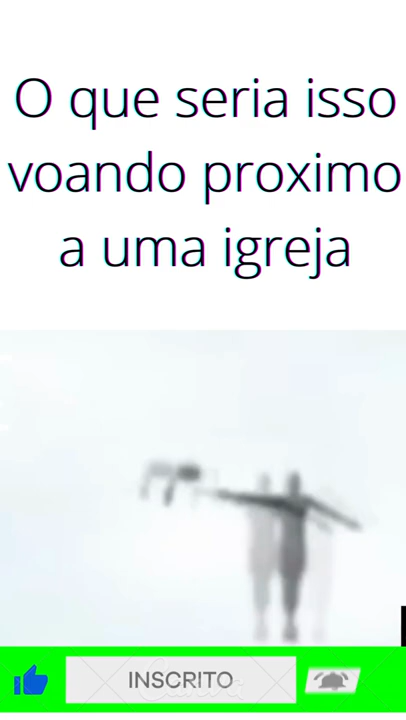 O que seria isso
voando proximo
a uma igreja
INSCRITO